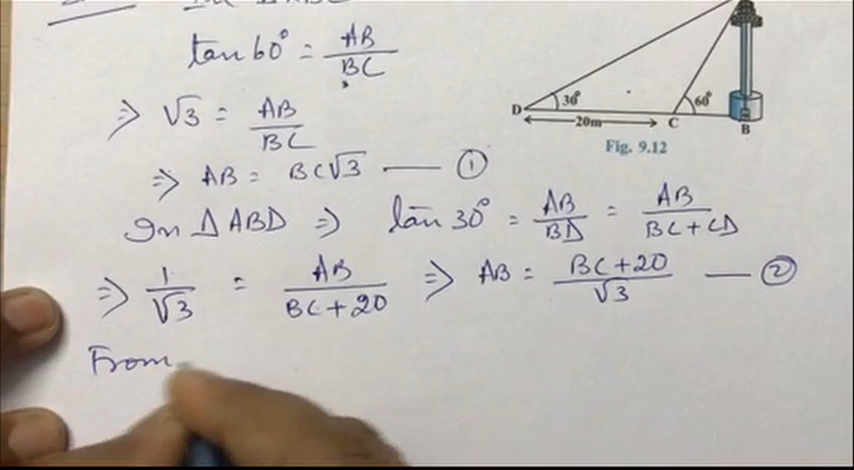 tan 60° = AB/BC
⇒ √3 = AB/BC
⇒ AB = BC√3 —— ①
In Δ ABD ⇒ tan 30° = AB/BD = AB/BC+CD
⇒ 1/√3 = AB/BC+20 ⇒ AB = BC+20/√3 —— ②
From
D 30° 20m C 60° B
Fig. 9.12